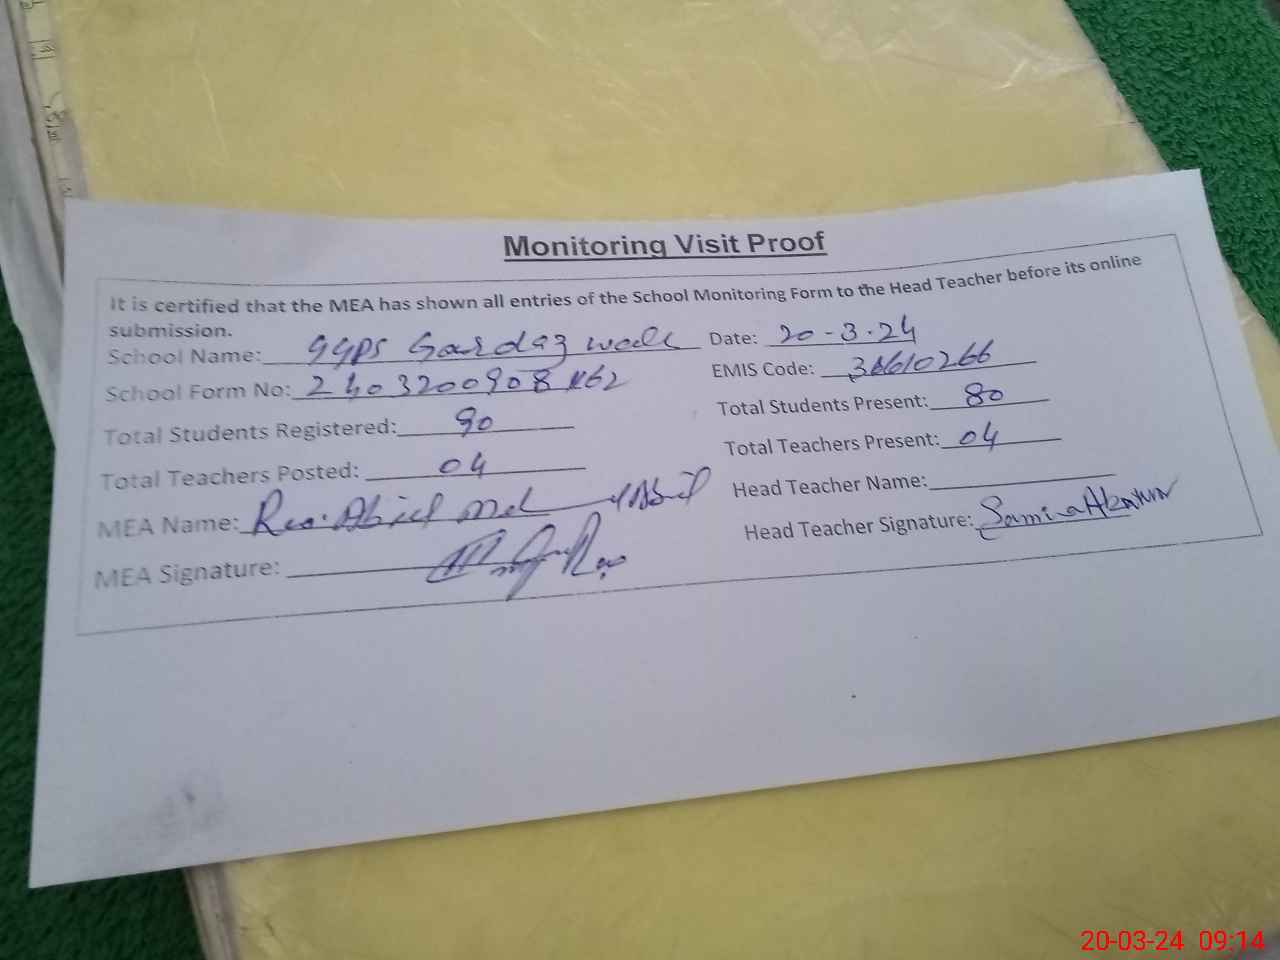 Monitoring Visit Proof
It is certified that the MEA has shown all entries of the School Monitoring Form to the Head Teacher before its online
submission.
School Name: GGPS
Date: 20-3-24
School Form No:
EMIS Code:
Total Students Registered: 90
Total Students Present: 80
Total Teachers Posted: 04
Total Teachers Present: 04
MEA Name:
Head Teacher Name:
MEA Signature:
Head Teacher Signature: Samina
20-03-24 09:14